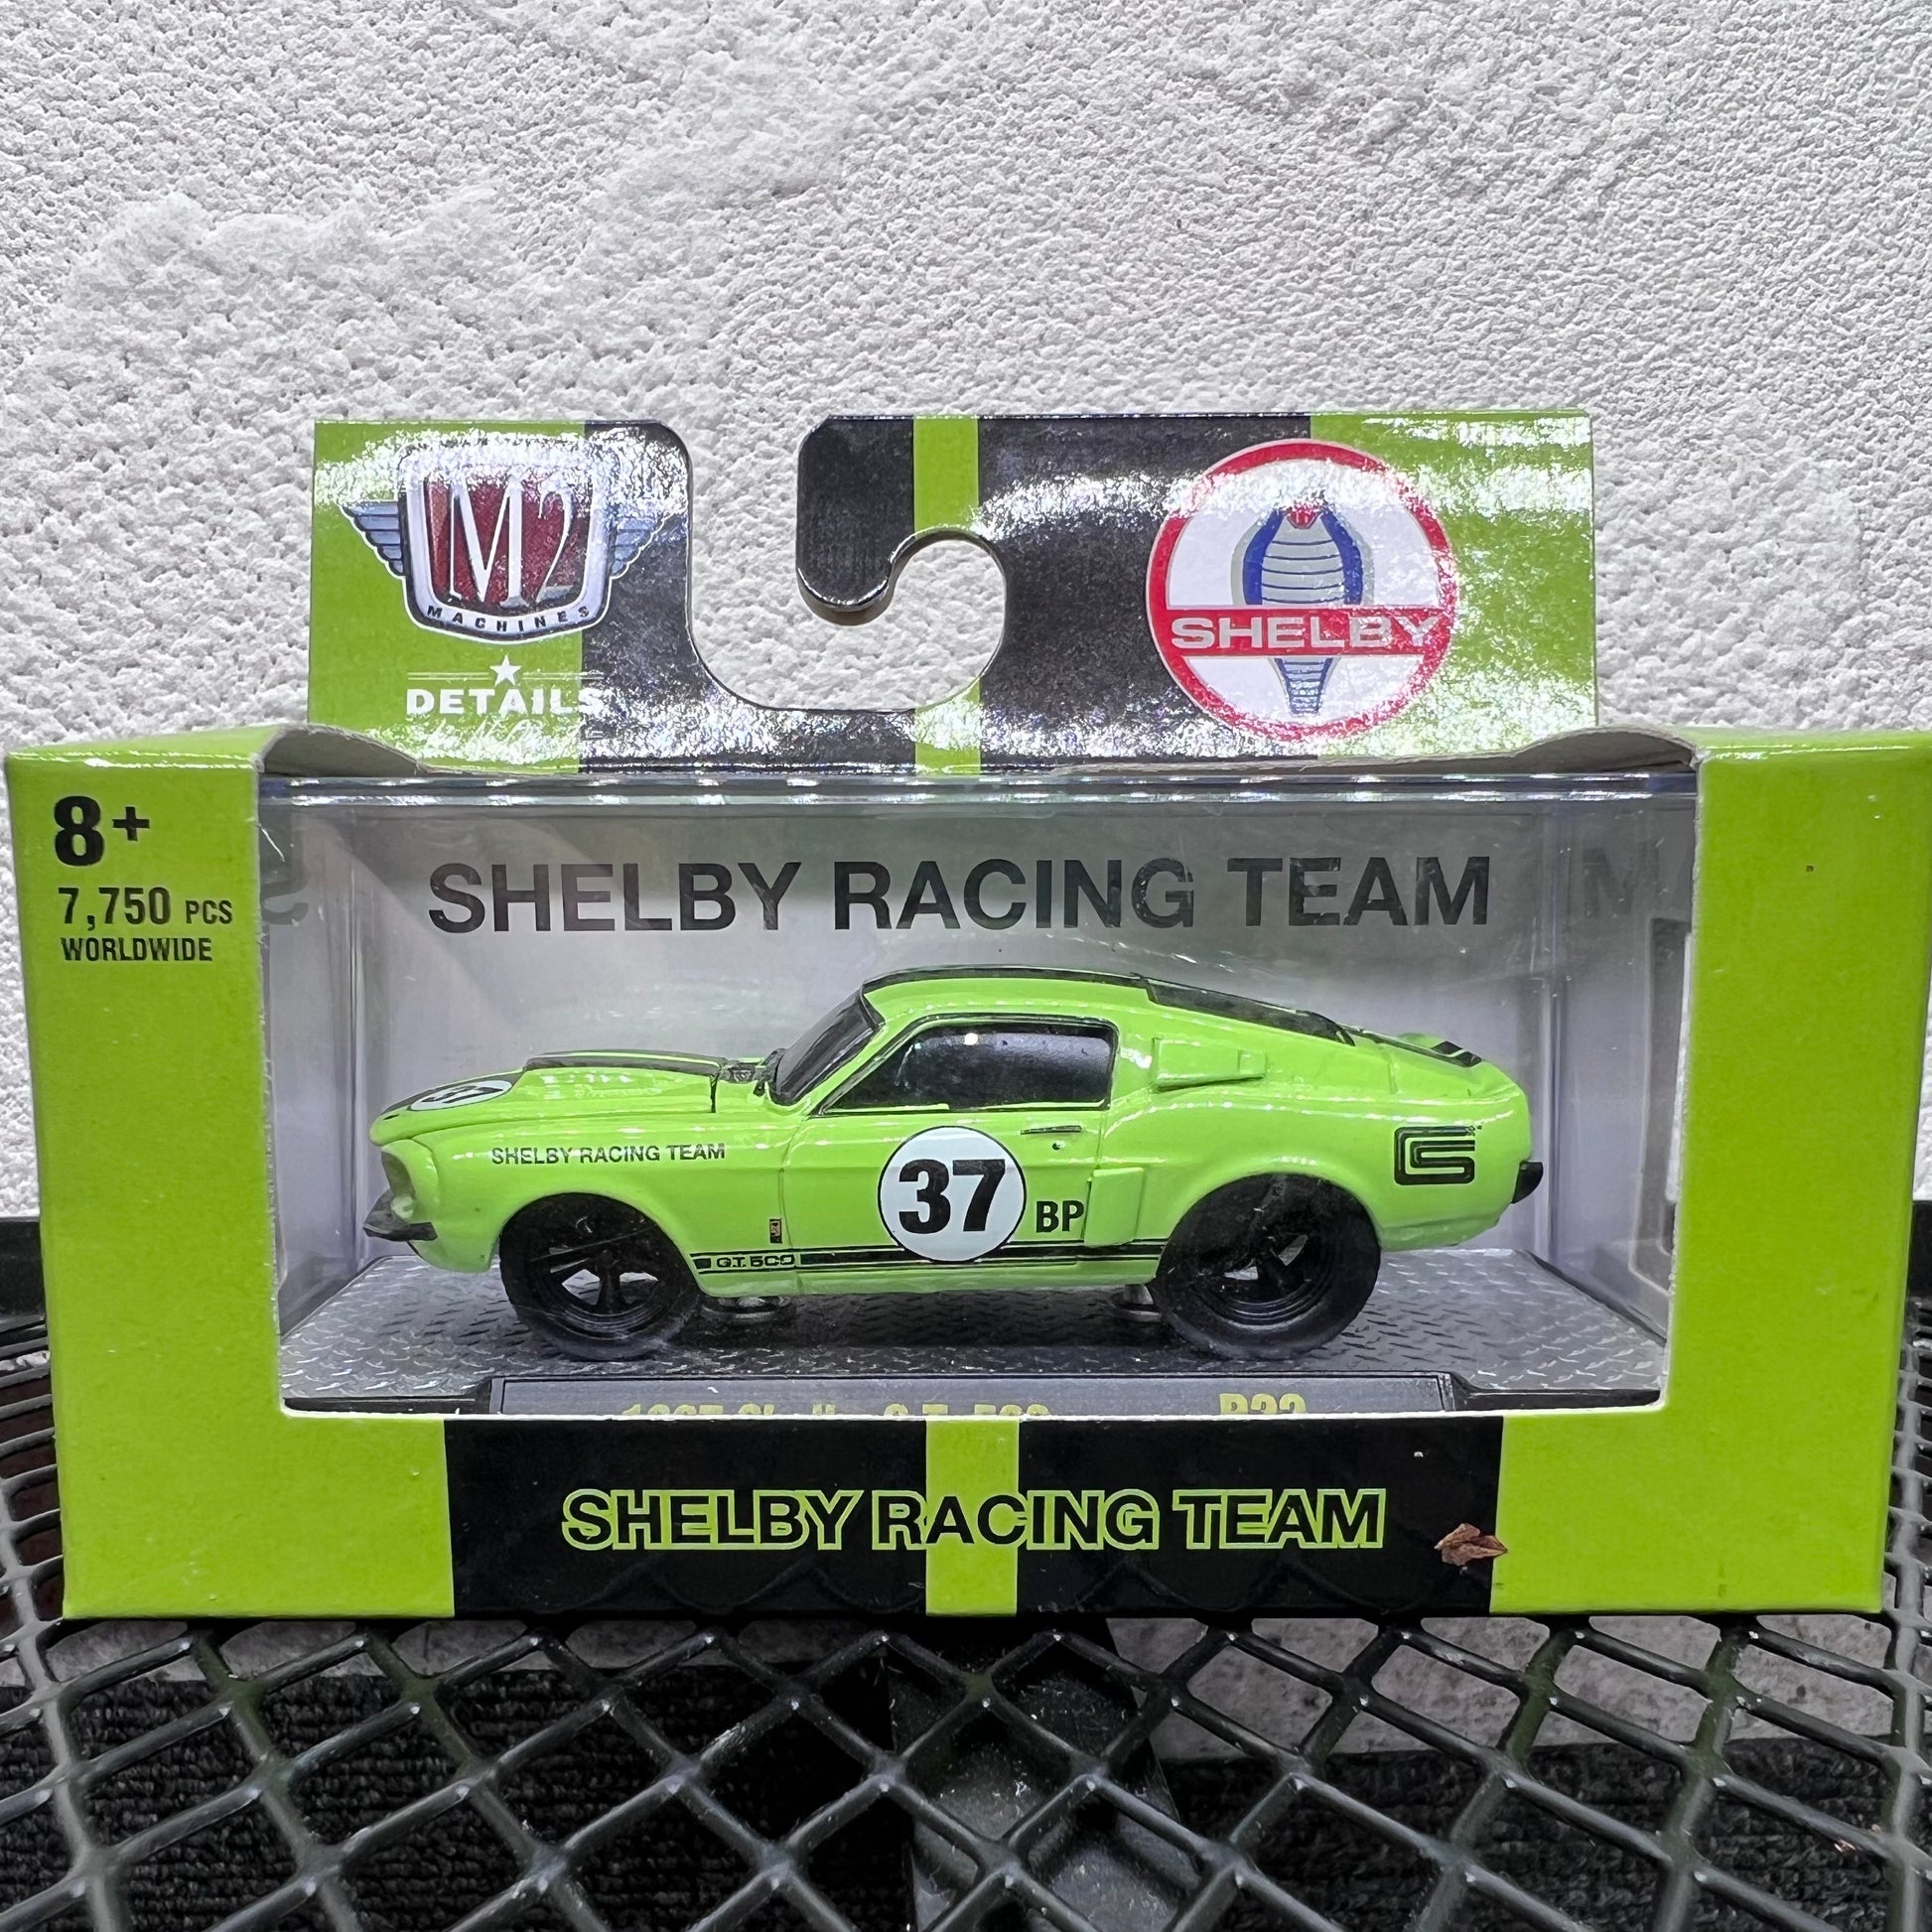 M2
MACHINES
DETAILS
SHELBY
8+
7,750 PCS
WORLDWIDE
SHELBY RACING TEAM
37
SHELBY RACING TEAM
37
BP
G.T. 500
SHELBY RACING TEAM